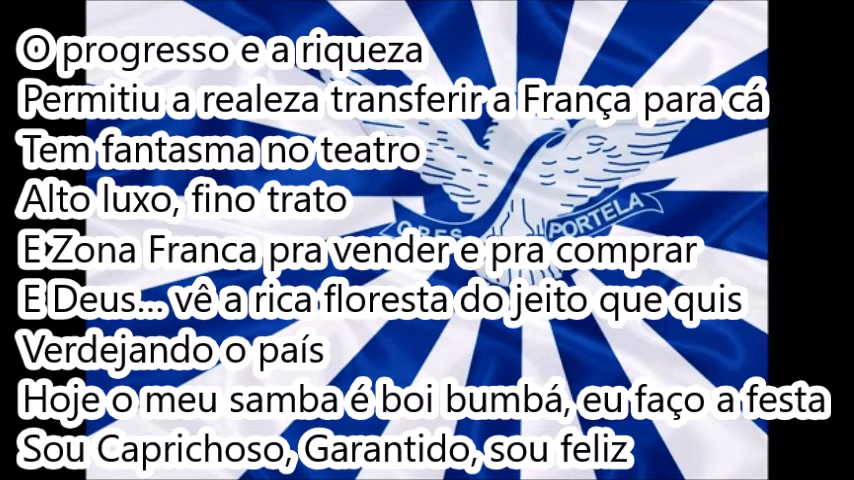 O progresso e a riqueza
Permitiu a realeza transferir a França para cá
Tem fantasma no teatro
Alto luxo, fino trato
E Zona Franca pra vender e pra comprar
E Deus... vê a rica floresta do jeito que quis
Verdejando o país
Hoje o meu samba é boi bumbá, eu faço a festa
Sou Caprichoso, Garantido, sou feliz
G.R.E.S. PORTELA